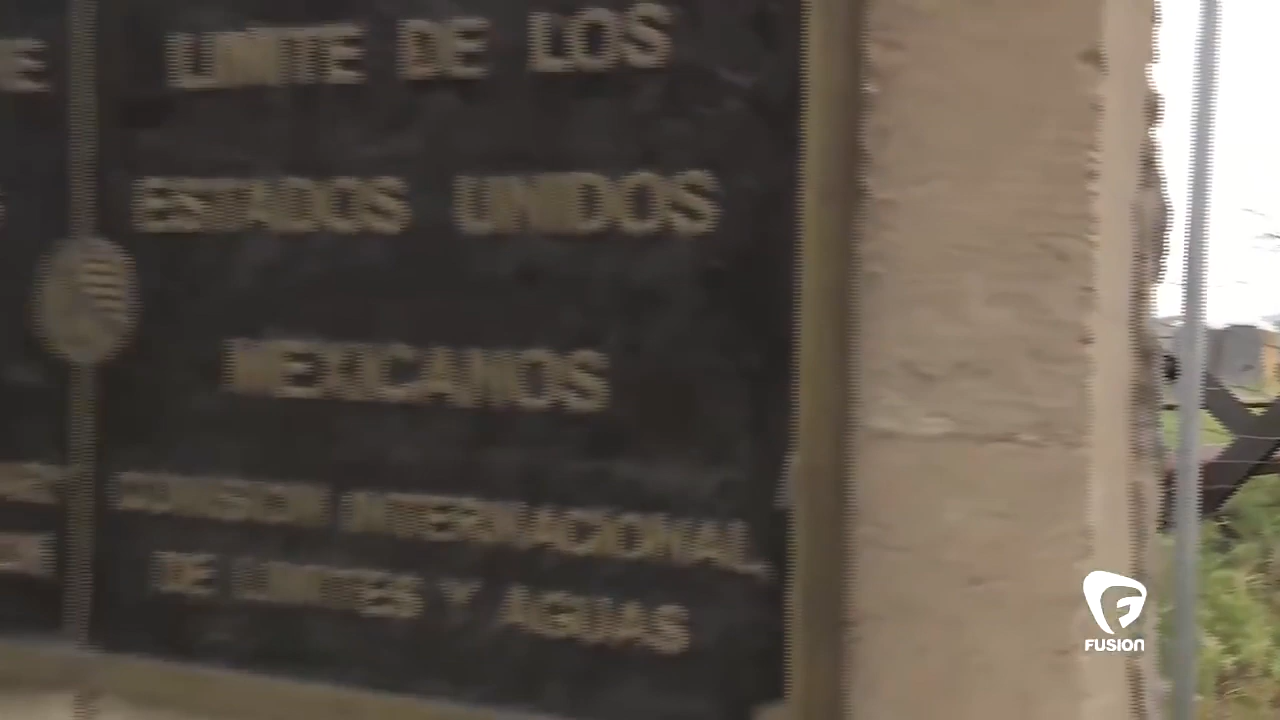 LIMITE DE LOS
ESTADOS UNIDOS
MEXICANOS
COMISION INTERNACIONAL
DE LIMITES Y AGUAS
FUSION